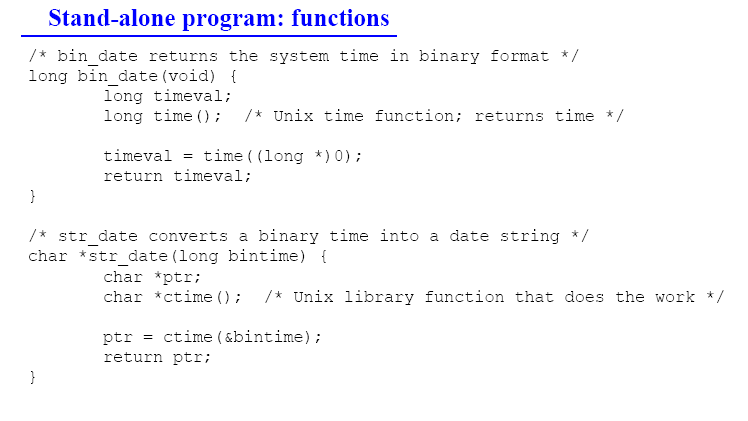 Stand-alone program: functions
/* bin_date returns the system time in binary format */
long bin_date(void) {
long timeval;
long time();  /* Unix time function; returns time */
timeval = time((long *)0);
return timeval;
}
/* str_date converts a binary time into a date string */
char *str_date(long bintime) {
char *ptr;
char *ctime();  /* Unix library function that does the work */
ptr = ctime(&bintime);
return ptr;
}